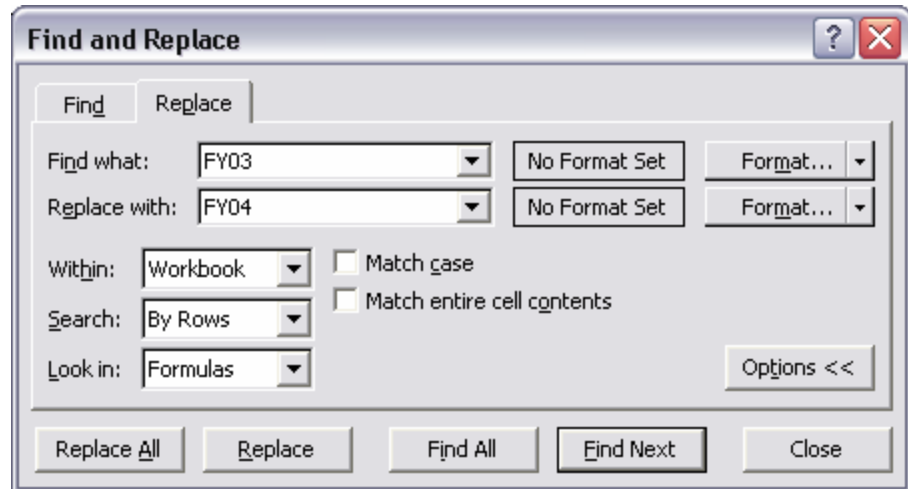 Find and Replace
Find Replace
Find what: FY03 No Format Set Format...
Replace with: FY04 No Format Set Format...
Within: Workbook Match case
Match entire cell contents
Search: By Rows
Look in: Formulas Options <<
Replace All Replace Find All Find Next Close